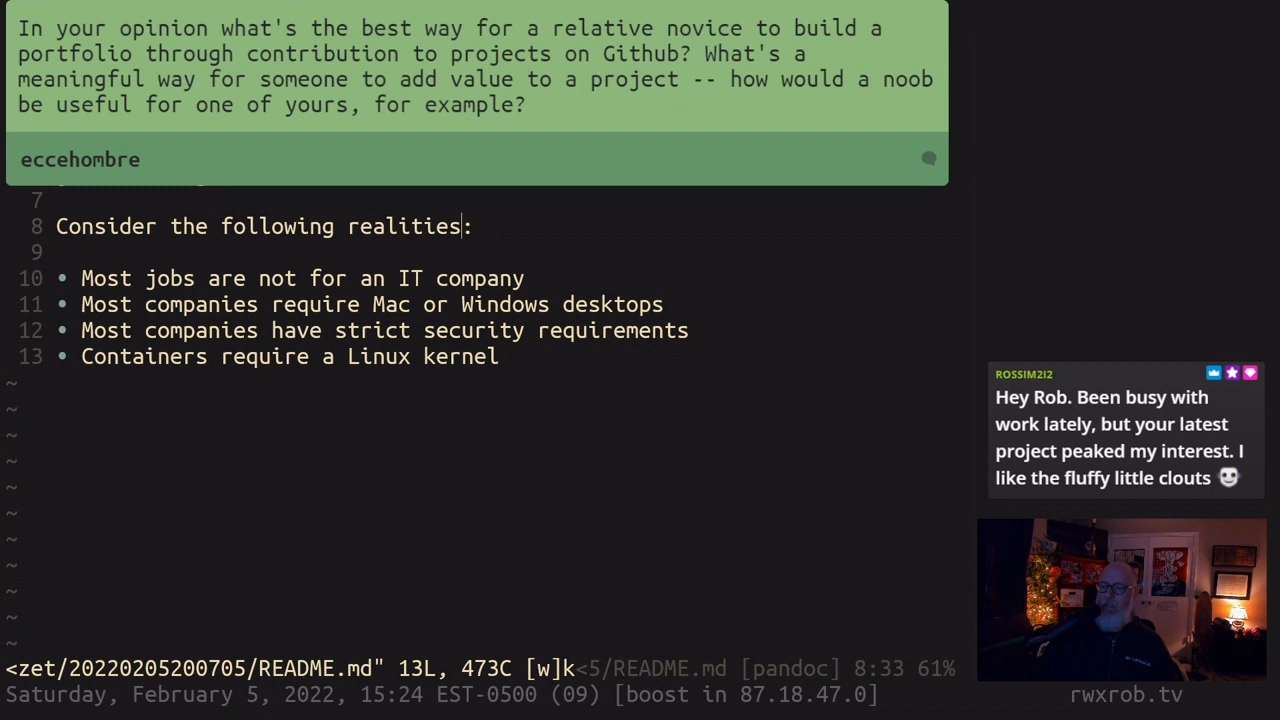 In your opinion what's the best way for a relative novice to build a
portfolio through contribution to projects on Github? What's a
meaningful way for someone to add value to a project -- how would a noob
be useful for one of yours, for example?
eccehombre
7
8 Consider the following realities:
9
10 • Most jobs are not for an IT company
11 • Most companies require Mac or Windows desktops
12 • Most companies have strict security requirements
13 • Containers require a Linux kernel
~
~
~
~
~
~
~
~
~
~
~
ROSSIM2I2
Hey Rob. Been busy with
work lately, but your latest
project peaked my interest. I
like the fluffy little clouts
<zet/20220205200705/README.md" 13L, 473C [w]k<5/README.md [pandoc] 8:33 61%
Saturday, February 5, 2022, 15:24 EST-0500 (09) [boost in 87.18.47.0]
rwxrob.tv